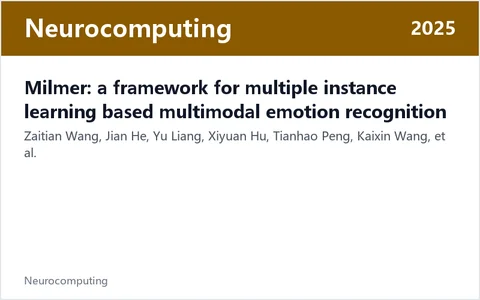 Neurocomputing 2025
Milmer: a framework for multiple instance
learning based multimodal emotion recognition
Zaitian Wang, Jian He, Yu Liang, Xiyuan Hu, Tianhao Peng, Kaixin Wang, et
al.
Neurocomputing